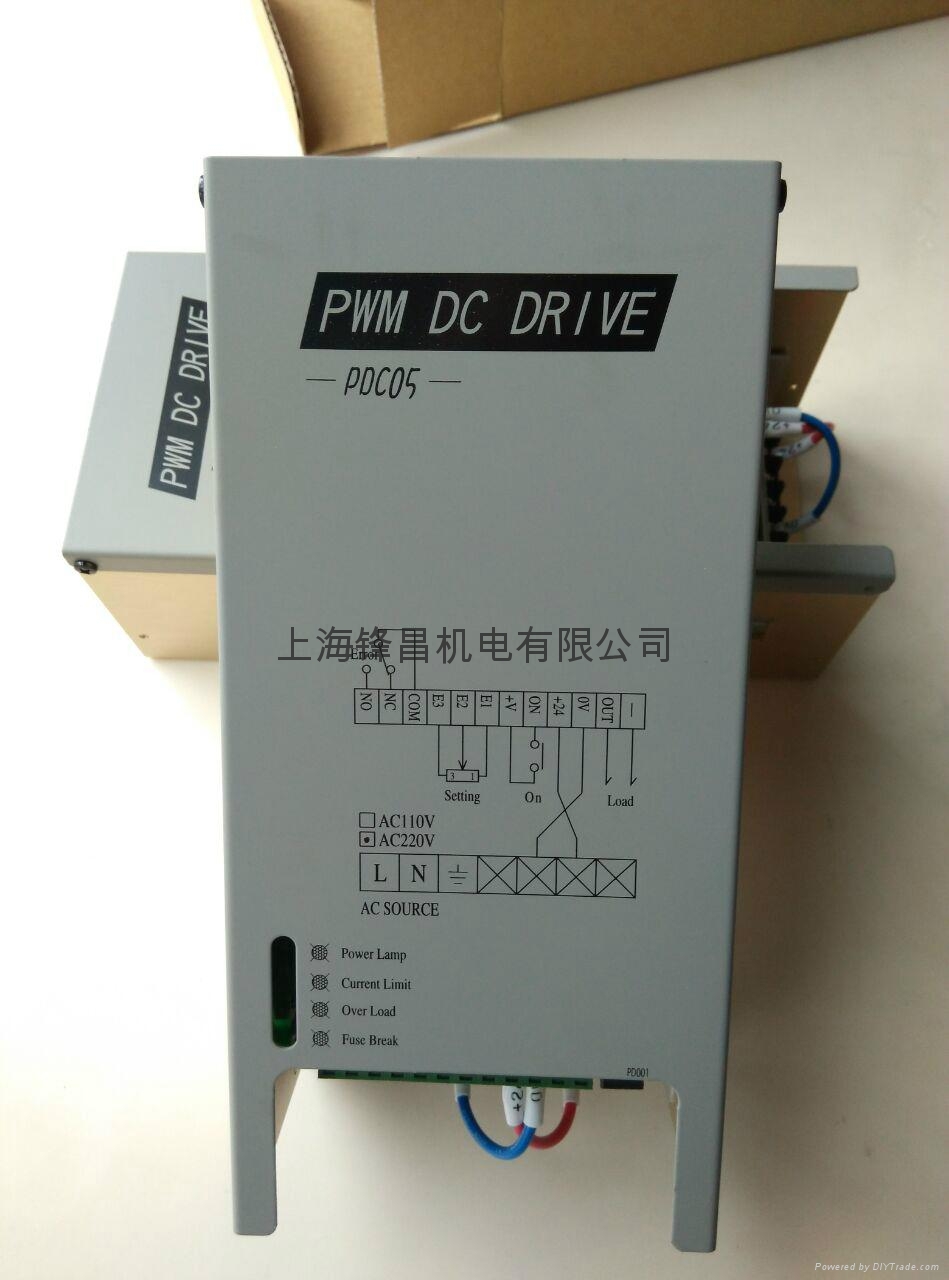 PWM DC DRIVE
— PDC05 —
PWM DC DRIVE
上海锋昌机电有限公司
Error
NO NC COM E3 E2 E1 +V ON +24 0V OUT —
3 1
Setting On Load
AC110V
AC220V
L N
AC SOURCE
Power Lamp
Current Limit
Over Load
Fuse Break
PD001
Powered by DIYTrade.com